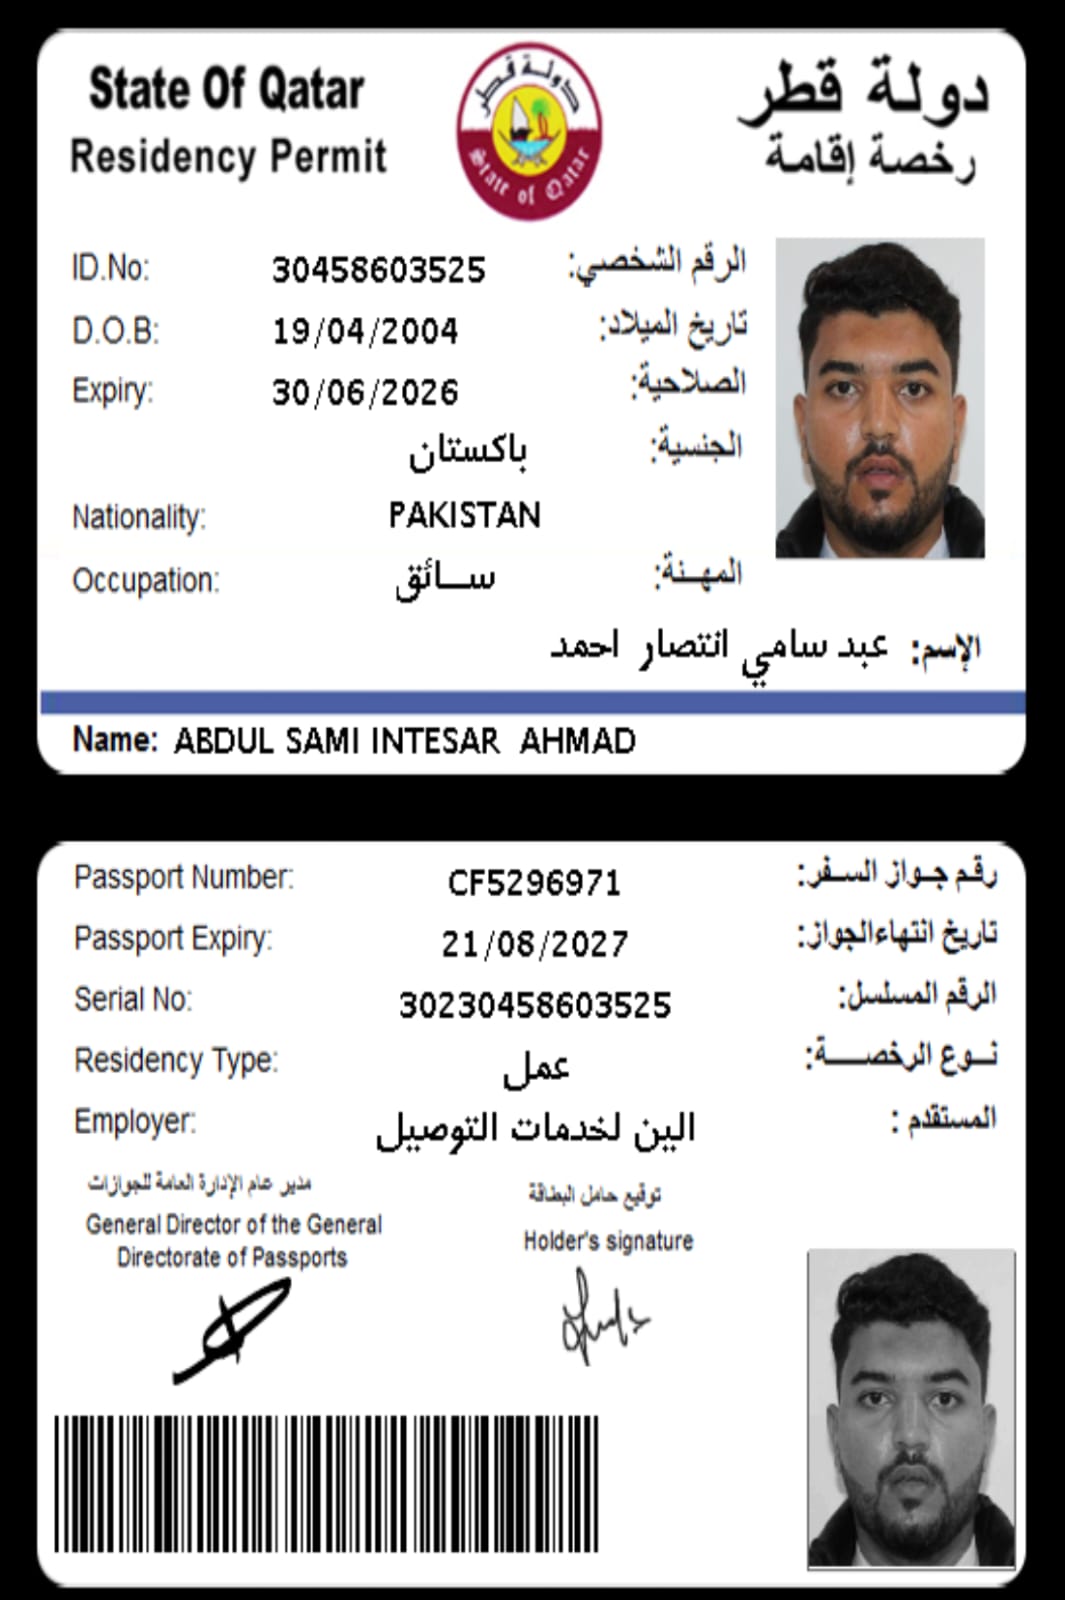 State Of Qatar
دولة قطر
Residency Permit
رخصة إقامة
دولة قطر
State of Qatar
ID.No: 30458603525 الرقم الشخصي:
D.O.B: 19/04/2004 تاريخ الميلاد:
Expiry: 30/06/2026 الصلاحية:
باكستان الجنسية:
Nationality: PAKISTAN
Occupation: سـائق المهـنة:
الإسم: عبد سامي انتصار احمد
Name: ABDUL SAMI INTESAR AHMAD
Passport Number: CF5296971 رقم جـواز السـفر:
Passport Expiry: 21/08/2027 تاريخ انتهاءالجواز:
Serial No: 30230458603525 الرقم المسلسل:
Residency Type: عمل نـوع الرخصـــة:
Employer: الين لخدمات التوصيل المستقدم :
مدير عام الإدارة العامة للجوازات
توقيع حامل البطاقة
General Director of the General
Directorate of Passports
Holder's signature